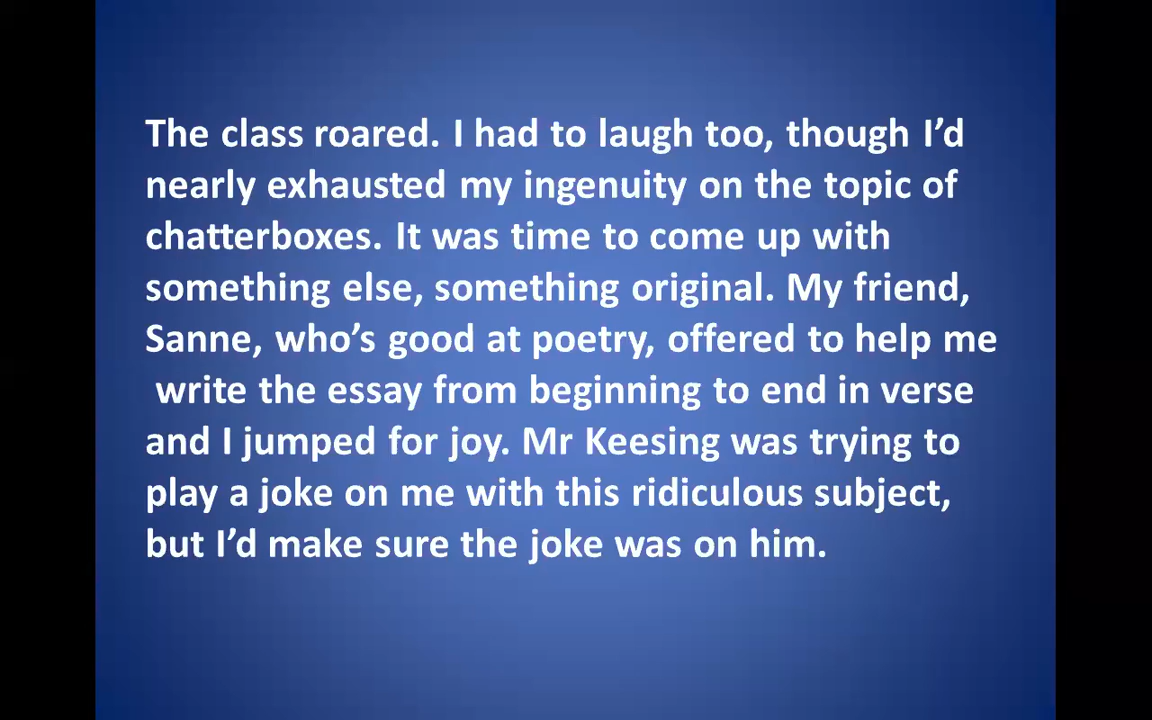 The class roared. I had to laugh too, though I’d
nearly exhausted my ingenuity on the topic of
chatterboxes. It was time to come up with
something else, something original. My friend,
Sanne, who’s good at poetry, offered to help me
write the essay from beginning to end in verse
and I jumped for joy. Mr Keesing was trying to
play a joke on me with this ridiculous subject,
but I’d make sure the joke was on him.